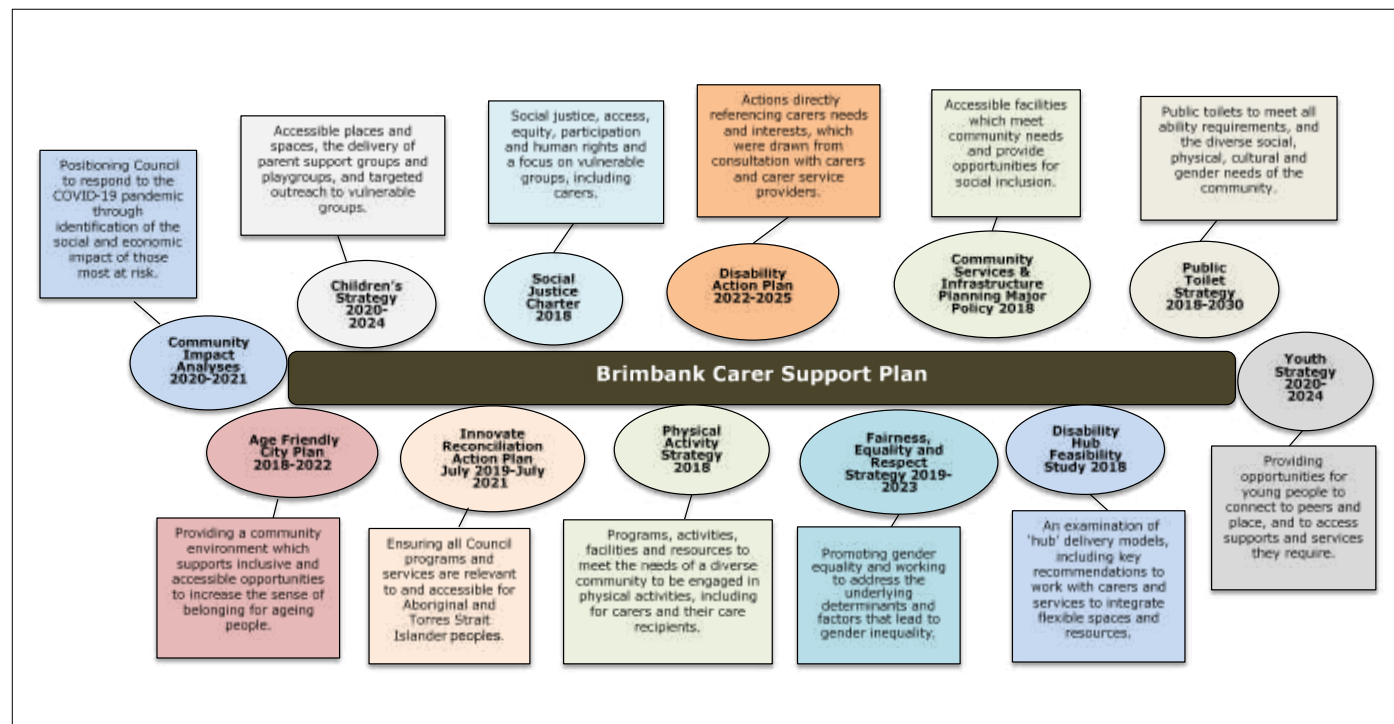 Positioning Council
to respond to the
COVID-19 pandemic
through
identification of the
social and economic
impact of those
most at risk.
Community
Impact
Analyses
2020-2021
Accessible places and
spaces, the delivery of
parent support groups and
playgroups, and targeted
outreach to vulnerable
groups.
Children's
Strategy
2020-
2024
Social justice, access,
equity, participation
and human rights and
a focus on vulnerable
groups, including
carers.
Social
Justice
Charter
2018
Actions directly
referencing carers needs
and interests, which
were drawn from
consultation with carers
and carer service
providers.
Disability
Action Plan
2022-2025
Accessible facilities
which meet
community needs
and provide
opportunities for
social inclusion.
Community
Services &
Infrastructure
Planning Major
Policy 2018
Public toilets to meet all
ability requirements, and
the diverse social,
physical, cultural and
gender needs of the
community.
Public
Toilet
Strategy
2018-2030
Brimbank Carer Support Plan
Youth
Strategy
2020-
2024
Providing
opportunities for
young people to
connect to peers and
place, and to access
supports and services
they require.
Age Friendly
City Plan
2018-2022
Providing a community
environment which
supports inclusive and
accessible opportunities
to increase the sense of
belonging for ageing
people.
Innovate
Reconciliation
Action Plan
July 2019-July
2021
Ensuring all Council
programs and
services are relevant
to and accessible for
Aboriginal and
Torres Strait
Islander peoples.
Physical
Activity
Strategy
2018
Programs, activities,
facilities and resources to
meet the needs of a diverse
community to be engaged in
physical activities, including
for carers and their care
recipients.
Fairness,
Equality and
Respect
Strategy 2019-
2023
Promoting gender
equality and working
to address the
underlying
determinants and
factors that lead to
gender inequality.
Disability
Hub
Feasibility
Study 2018
An examination of
'hub' delivery models,
including key
recommendations to
work with carers and
services to integrate
flexible spaces and
resources.